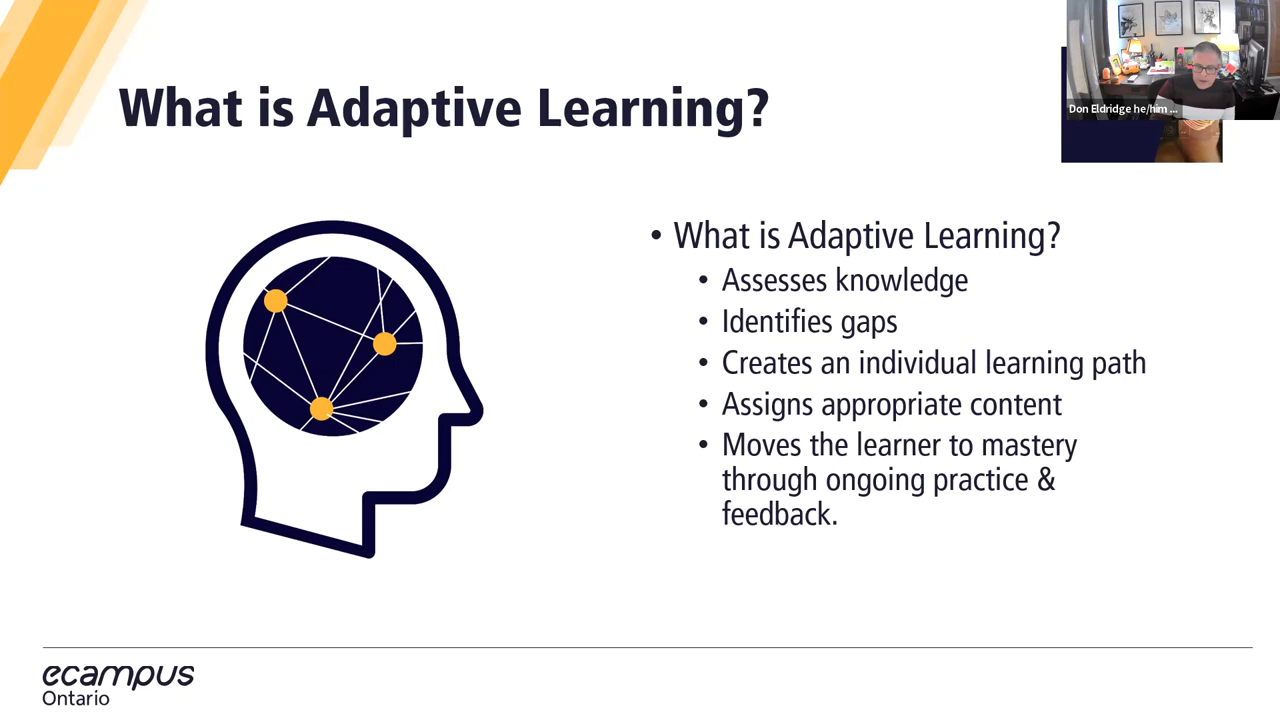 What is Adaptive Learning?
Don Eldridge he/him ...
• What is Adaptive Learning?
• Assesses knowledge
• Identifies gaps
• Creates an individual learning path
• Assigns appropriate content
• Moves the learner to mastery
through ongoing practice &
feedback.
ecampus
Ontario